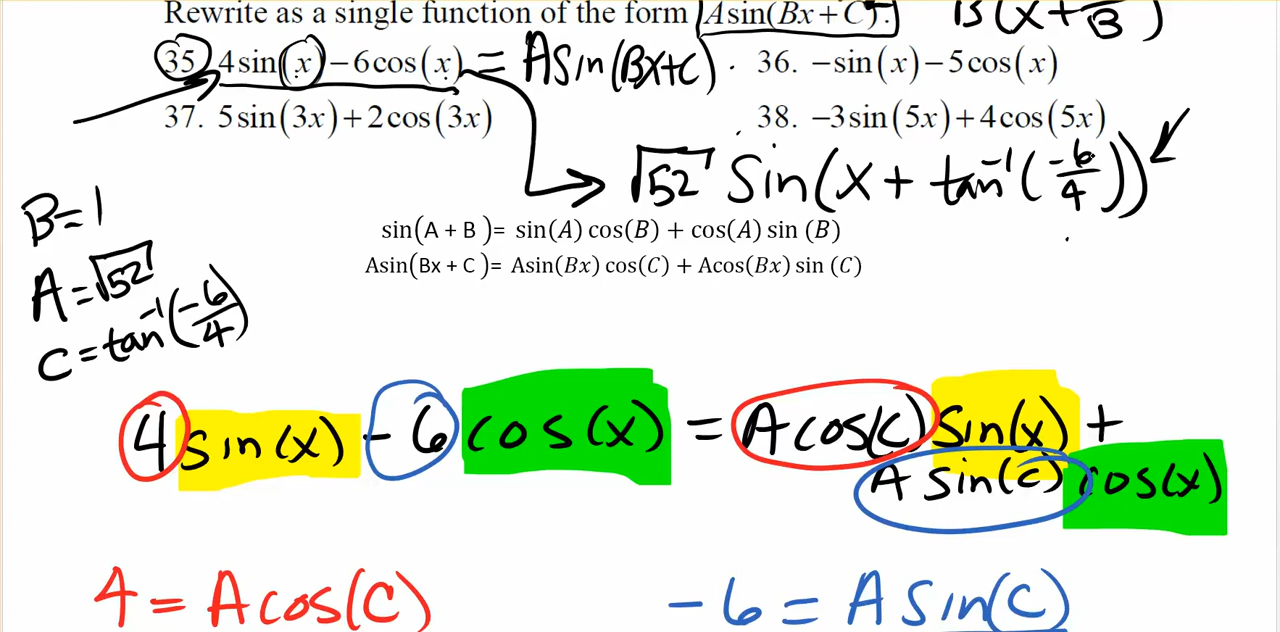 Rewrite as a single function of the form Asin(Bx+C).
B(x+ /B)
35. 4sin(x)−6cos(x) = Asin(Bx+C).
36. −sin(x)−5cos(x)
37. 5sin(3x)+2cos(3x)
38. −3sin(5x)+4cos(5x)
√52 sin(x + tan⁻¹(-6/4))
B=1
A=√52
C=tan⁻¹(-6/4)
sin(A + B )= sin(A) cos(B) + cos(A) sin (B)
Asin(Bx + C )= Asin(Bx) cos(C) + Acos(Bx) sin (C)
4sin(x) - 6cos(x) = Acos(c) sin(x) +
A sin(c) cos(x)
4 = Acos(C)
-6 = A sin(C)